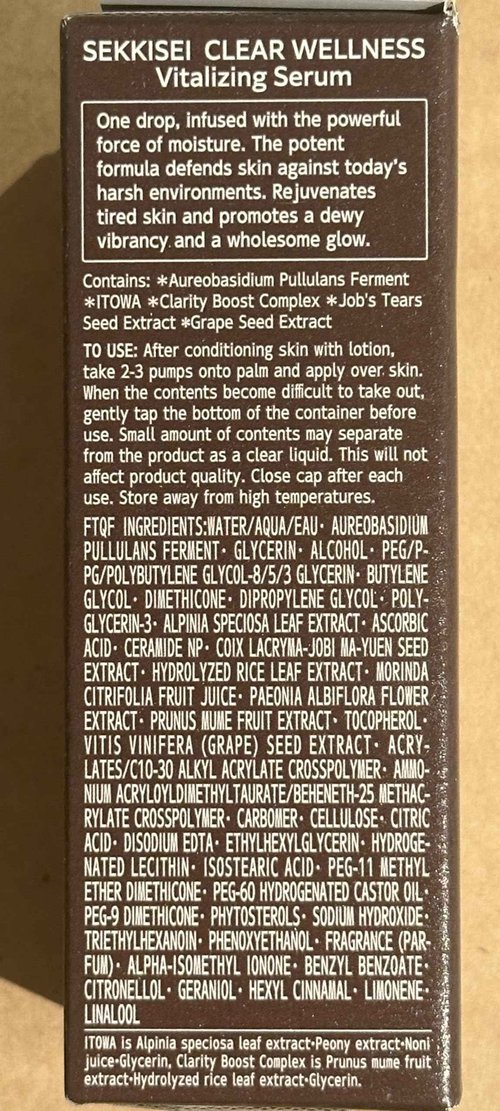 SEKKISEI CLEAR WELLNESS
Vitalizing Serum
One drop, infused with the powerful
force of moisture. The potent
formula defends skin against today's
harsh environments. Rejuvenates
tired skin and promotes a dewy
vibrancy and a wholesome glow.
Contains: *Aureobasidium Pullulans Ferment
*ITOWA *Clarity Boost Complex *Job's Tears
Seed Extract *Grape Seed Extract
TO USE: After conditioning skin with lotion,
take 2-3 pumps onto palm and apply over skin.
When the contents become difficult to take out,
gently tap the bottom of the container before
use. Small amount of contents may separate
from the product as a clear liquid. This will not
affect product quality. Close cap after each
use. Store away from high temperatures.
FTQF INGREDIENTS:WATER/AQUA/EAU· AUREOBASIDIUM
PULLULANS FERMENT· GLYCERIN· ALCOHOL· PEG/P-
PG/POLYBUTYLENE GLYCOL-8/5/3 GLYCERIN· BUTYLENE
GLYCOL· DIMETHICONE· DIPROPYLENE GLYCOL· POLY-
GLYCERIN-3· ALPINIA SPECIOSA LEAF EXTRACT· ASCORBIC
ACID· CERAMIDE NP· COIX LACRYMA-JOBI MA-YUEN SEED
EXTRACT· HYDROLYZED RICE LEAF EXTRACT· MORINDA
CITRIFOLIA FRUIT JUICE· PAEONIA ALBIFLORA FLOWER
EXTRACT· PRUNUS MUME FRUIT EXTRACT· TOCOPHEROL·
VITIS VINIFERA (GRAPE) SEED EXTRACT· ACRY-
LATES/C10-30 ALKYL ACRYLATE CROSSPOLYMER· AMMO-
NIUM ACRYLOYLDIMETHYLTAURATE/BEHENETH-25 METHAC-
RYLATE CROSSPOLYMER· CARBOMER· CELLULOSE· CITRIC
ACID· DISODIUM EDTA· ETHYLHEXYLGLYCERIN· HYDROGE-
NATED LECITHIN· ISOSTEARIC ACID· PEG-11 METHYL
ETHER DIMETHICONE· PEG-60 HYDROGENATED CASTOR OIL·
PEG-9 DIMETHICONE· PHYTOSTEROLS· SODIUM HYDROXIDE·
TRIETHYLHEXANOIN· PHENOXYETHANOL· FRAGRANCE (PAR-
FUM)· ALPHA-ISOMETHYL IONONE· BENZYL BENZOATE·
CITRONELLOL· GERANIOL· HEXYL CINNAMAL· LIMONENE·
LINALOOL
ITOWA is Alpinia speciosa leaf extract·Peony extract·Noni
juice·Glycerin, Clarity Boost Complex is Prunus mume fruit
extract·Hydrolyzed rice leaf extract·Glycerin.